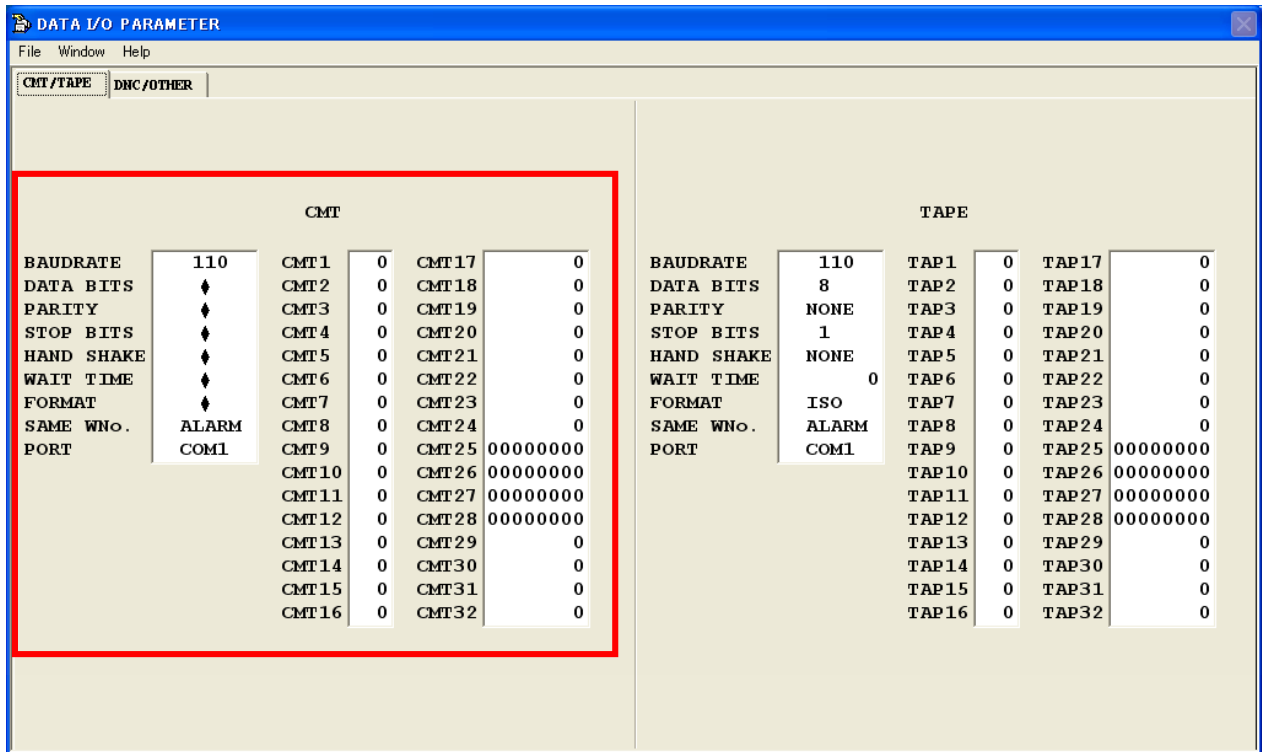 DATA I/O PARAMETER
File Window Help
CMT/TAPE DNC/OTHER
CMT
BAUDRATE 110 CMT1 0 CMT17 0
DATA BITS ♦ CMT2 0 CMT18 0
PARITY ♦ CMT3 0 CMT19 0
STOP BITS ♦ CMT4 0 CMT20 0
HAND SHAKE ♦ CMT5 0 CMT21 0
WAIT TIME ♦ CMT6 0 CMT22 0
FORMAT ♦ CMT7 0 CMT23 0
SAME WNo. ALARM CMT8 0 CMT24 0
PORT COM1 CMT9 0 CMT25 00000000
CMT10 0 CMT26 00000000
CMT11 0 CMT27 00000000
CMT12 0 CMT28 00000000
CMT13 0 CMT29 0
CMT14 0 CMT30 0
CMT15 0 CMT31 0
CMT16 0 CMT32 0
TAPE
BAUDRATE 110 TAP1 0 TAP17 0
DATA BITS 8 TAP2 0 TAP18 0
PARITY NONE TAP3 0 TAP19 0
STOP BITS 1 TAP4 0 TAP20 0
HAND SHAKE NONE TAP5 0 TAP21 0
WAIT TIME 0 TAP6 0 TAP22 0
FORMAT ISO TAP7 0 TAP23 0
SAME WNo. ALARM TAP8 0 TAP24 0
PORT COM1 TAP9 0 TAP25 00000000
TAP10 0 TAP26 00000000
TAP11 0 TAP27 00000000
TAP12 0 TAP28 00000000
TAP13 0 TAP29 0
TAP14 0 TAP30 0
TAP15 0 TAP31 0
TAP16 0 TAP32 0